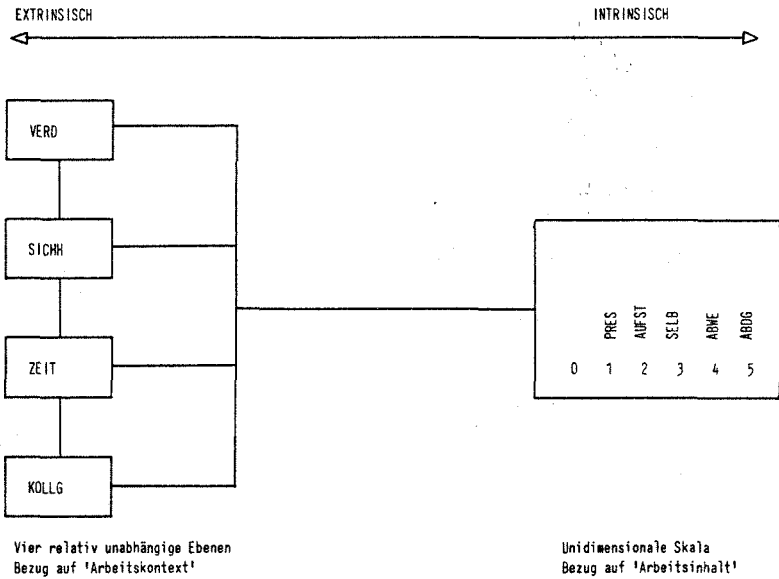 EXTRINSISCH
INTRINSISCH
VERD
SICHH
ZEIT
KOLLG
PRES
AUFST
SELB
ABWE
ABDG
0 1 2 3 4 5
Vier relativ unabhängige Ebenen
Bezug auf 'Arbeitskontext'
Unidimensionale Skala
Bezug auf 'Arbeitsinhalt'